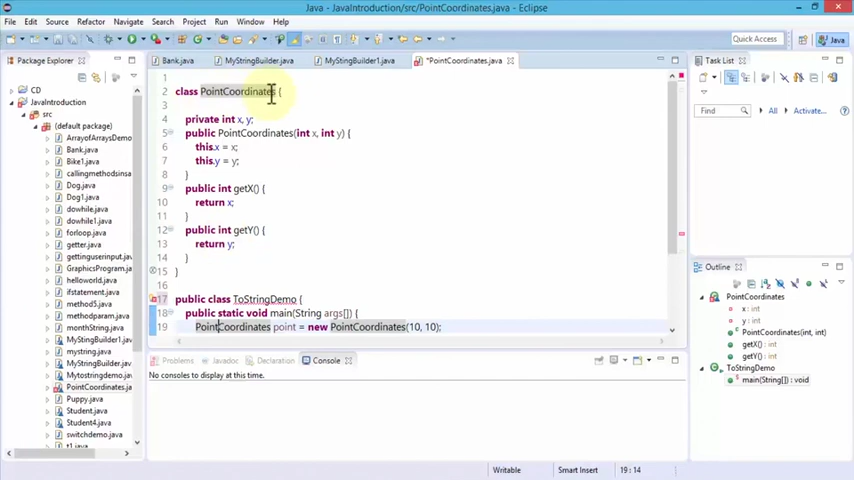 Java - JavaIntroduction/src/PointCoordinates.java - Eclipse
File Edit Source Refactor Navigate Search Project Run Window Help
Quick Access
Java
Package Explorer
Bank.java
MyStringBuilder.java
MyStingBuilder1.java
*PointCoordinates.java
Task List
CD
JavaIntroduction
src
(default package)
ArrayofArraysDemo
Bank.java
Bike1.java
callingmethodsinsa
Dog.java
Dog1.java
dowhile.java
dowhile1.java
forloop.java
getter.java
gettinguserinput.java
GraphicsProgram.java
helloworld.java
ifstatement.java
method5.java
methord.java
monthString.java
MyStringBuilder.java
mystring.java
Mytostringdemo.java
PointCoordinates.ja
Puppy.java
Student.java
Student4.java
switchdemo.java
t1.java
1
2 class PointCoordinates {
3
4 private int x, y;
5 public PointCoordinates(int x, int y) {
6 this.x = x;
7 this.y = y;
8 }
9 public int getX() {
10 return x;
11 }
12 public int getY() {
13 return y;
14 }
15 }
16
17 public class ToStringDemo {
18 public static void main(String args[]) {
19 PointCoordinates point = new PointCoordinates(10, 10);
Find
All
Activate...
Outline
PointCoordinates
x : int
y : int
PointCoordinates(int, int)
getX() : int
getY() : int
ToStringDemo
main(String[]) : void
Problems
Javadoc
Declaration
Console
No consoles to display at this time.
Writable
Smart Insert
19 : 14